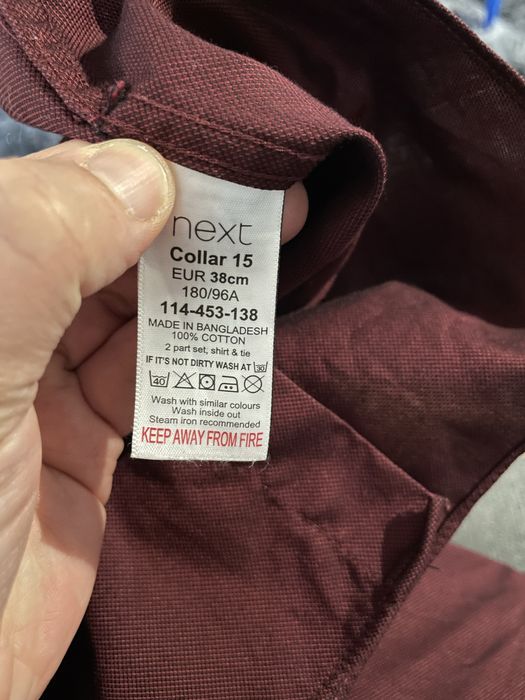 next
Collar 15
EUR 38cm
180/96A
114-453-138
MADE IN BANGLADESH
100% COTTON
2 part set, shirt & tie
IF IT'S NOT DIRTY WASH AT 30
40
Wash with similar colours
Wash inside out
Steam iron recommended
KEEP AWAY FROM FIRE